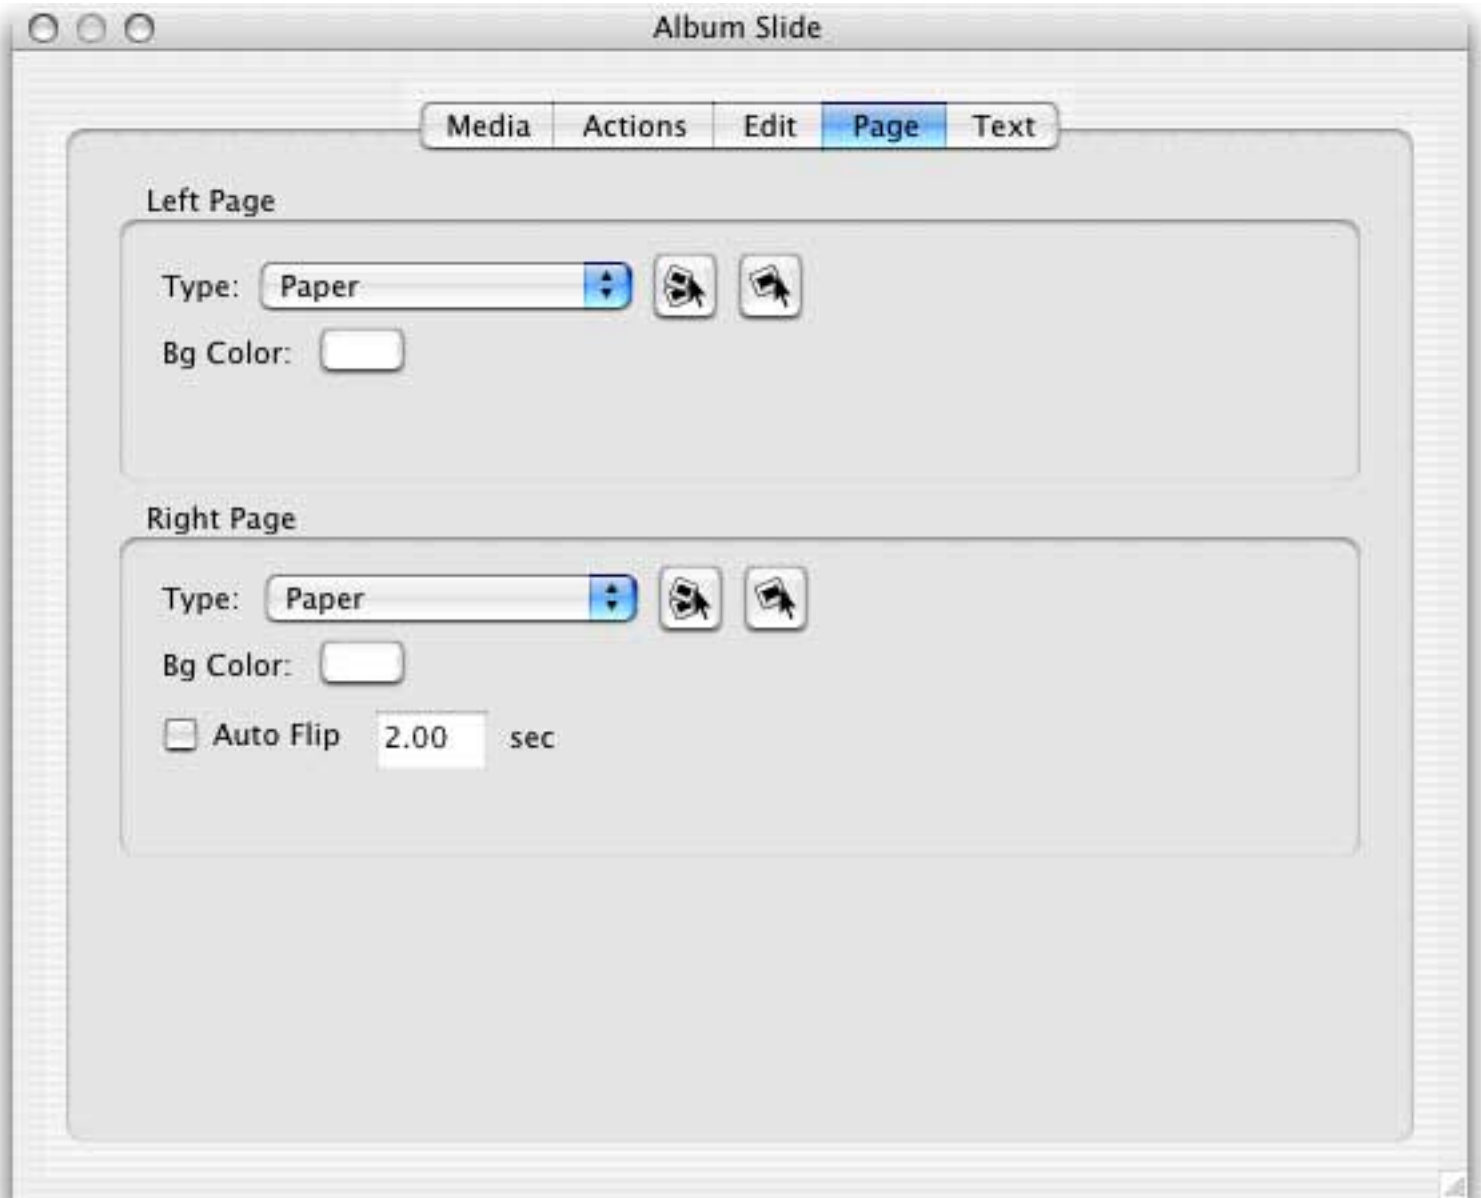 Album Slide
Media Actions Edit Page Text
Left Page
Type: Paper
Bg Color:
Right Page
Type: Paper
Bg Color:
Auto Flip 2.00 sec